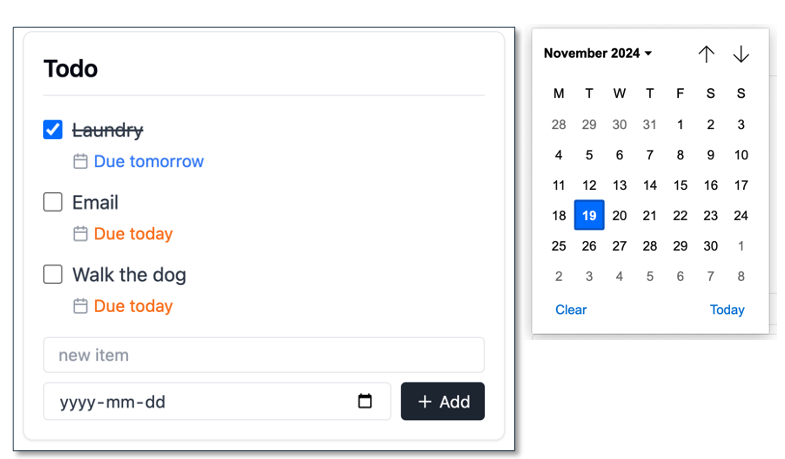 Todo
Laundry
Due tomorrow
Email
Due today
Walk the dog
Due today
new item
yyyy-mm-dd
+ Add
November 2024
M T W T F S S
28 29 30 31 1 2 3
4 5 6 7 8 9 10
11 12 13 14 15 16 17
18 19 20 21 22 23 24
25 26 27 28 29 30 1
2 3 4 5 6 7 8
Clear Today